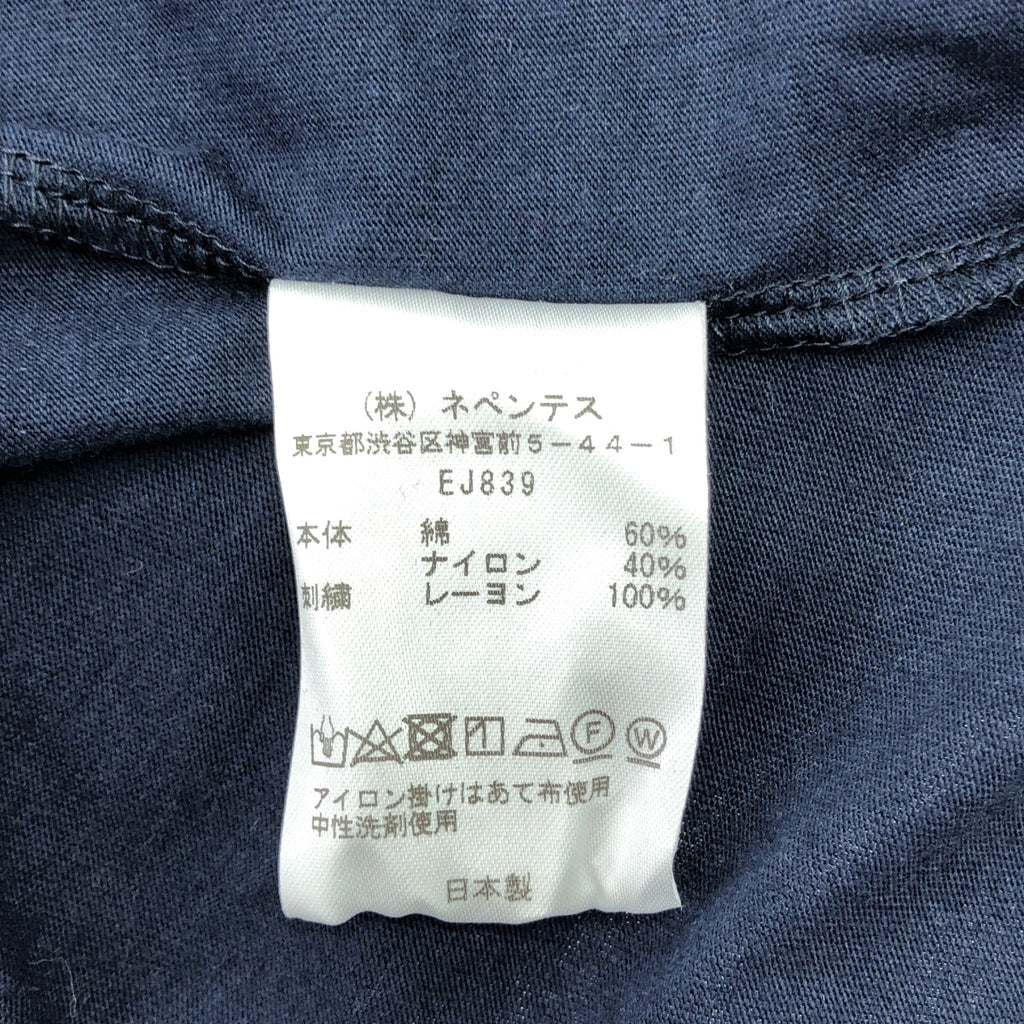 (株) ネペンテス
東京都渋谷区神宮前5-44-1
EJ839
本体 綿 60%
ナイロン 40%
刺繍 レーヨン 100%
F W
アイロン掛けはあて布使用
中性洗剤使用
日本製